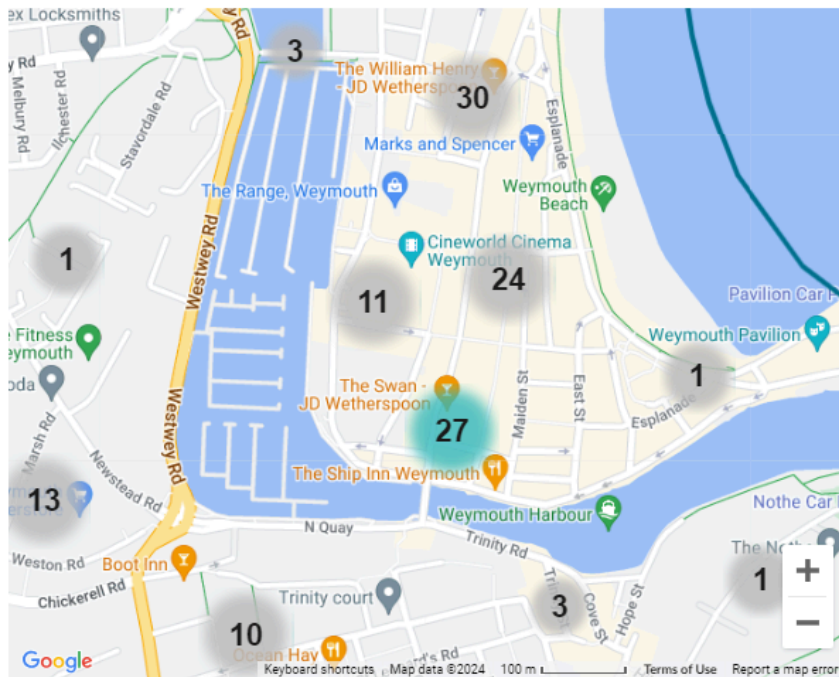 ex Locksmiths
3
The William Henry
- JD Wetherspoon
30
Esplanade
Melbury Rd
Ilchester Rd
Stavordale Rd
Marks and Spencer
The Range, Weymouth
Weymouth
Beach
Westwey Rd
1
Cineworld Cinema
Weymouth
24
11
Pavilion Car P
Weymouth Pavilion
e Fitness
eymouth
oda
The Swan -
JD Wetherspoon
1
Maiden St
East St
Esplanade
27
Westwey Rd
Marsh Rd
Newstead Rd
The Ship Inn Weymouth
13
Weymouth Harbour
Nothe Car
N Quay
Trinity Rd
Weston Rd
Boot Inn
Chickerell Rd
The Nothe
1
+
−
Trinity court
3
Cove St
Hope St
10
Ocean Hay
Google
Keyboard shortcuts
Map data ©2024
100 m
Terms of Use
Report a map error